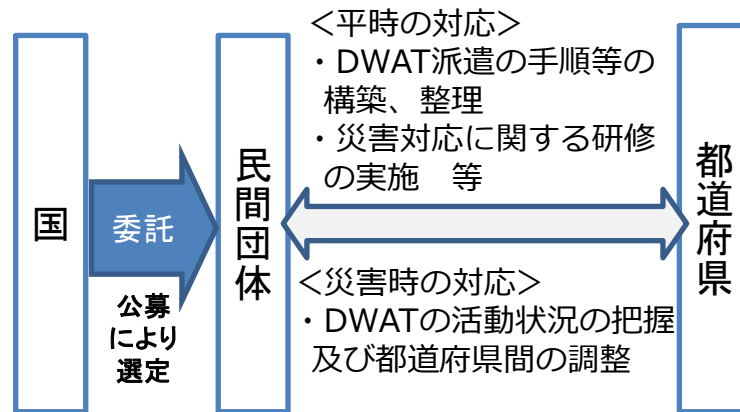 国
委託
公募
により
選定
民間団体
＜平時の対応＞
・DWAT派遣の手順等の
構築、整理
・災害対応に関する研修
の実施　等
＜災害時の対応＞
・DWATの活動状況の把握
及び都道府県間の調整
都道府県